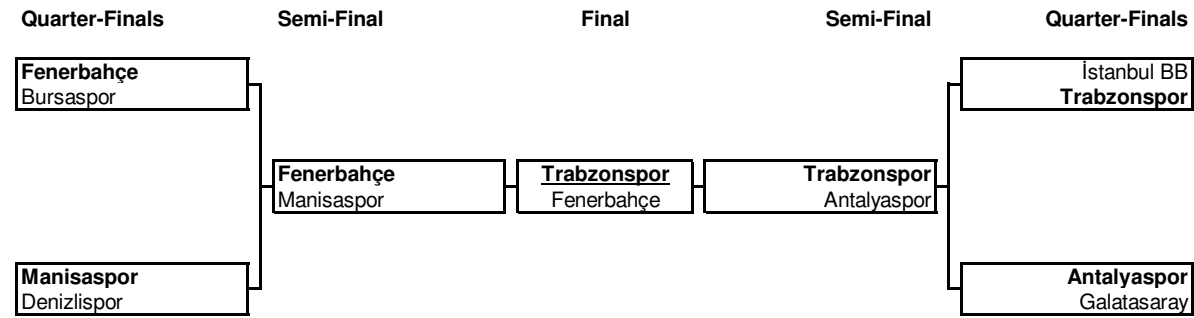 Quarter-Finals Semi-Final Final Semi-Final Quarter-Finals
Fenerbahçe İstanbul BB
Bursaspor Trabzonspor
Fenerbahçe Trabzonspor Trabzonspor
Manisaspor Fenerbahçe Antalyaspor
Manisaspor Antalyaspor
Denizlispor Galatasaray